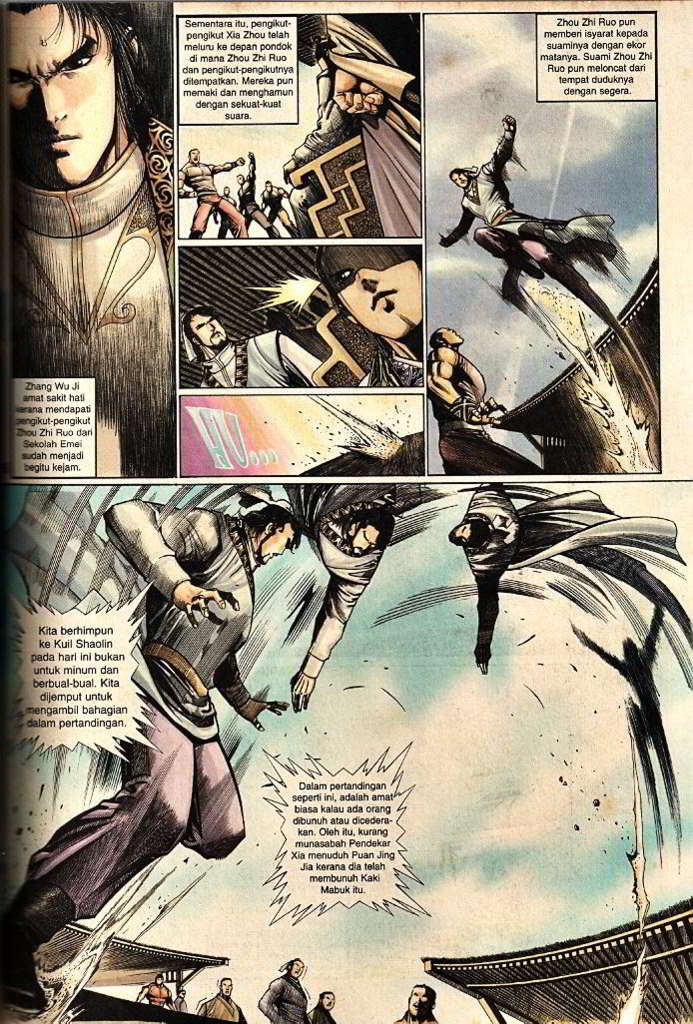 Zhang Wu Ji
amat sakit hati
kerana mendapati
pengikut-pengikut
Zhou Zhi Ruo dari
Sekolah Emei
sudah menjadi
begitu kejam.
Sementara itu, pengikut-
pengikut Xia Zhou telah
meluru ke depan pondok
di mana Zhou Zhi Ruo
dan pengikut-pengikutnya
ditempatkan. Mereka pun
memaki dan menghamun
dengan sekuat-kuat
suara.
HU...
Zhou Zhi Ruo pun
memberi isyarat kepada
suaminya dengan ekor
matanya. Suami Zhou Zhi
Ruo pun meloncat dari
tempat duduknya
dengan segera.
Kita berhimpun
ke Kuil Shaolin
pada hari ini bukan
untuk minum dan
berbual-bual. Kita
dijemput untuk
mengambil bahagian
dalam pertandingan.
Dalam pertandingan
seperti ini, adalah amat
biasa kalau ada orang
dibunuh atau dicedera-
kan. Oleh itu, kurang
munasabah Pendekar
Xia menuduh Puan Jing
Jia kerana dia telah
membunuh Kaki
Mabuk itu.